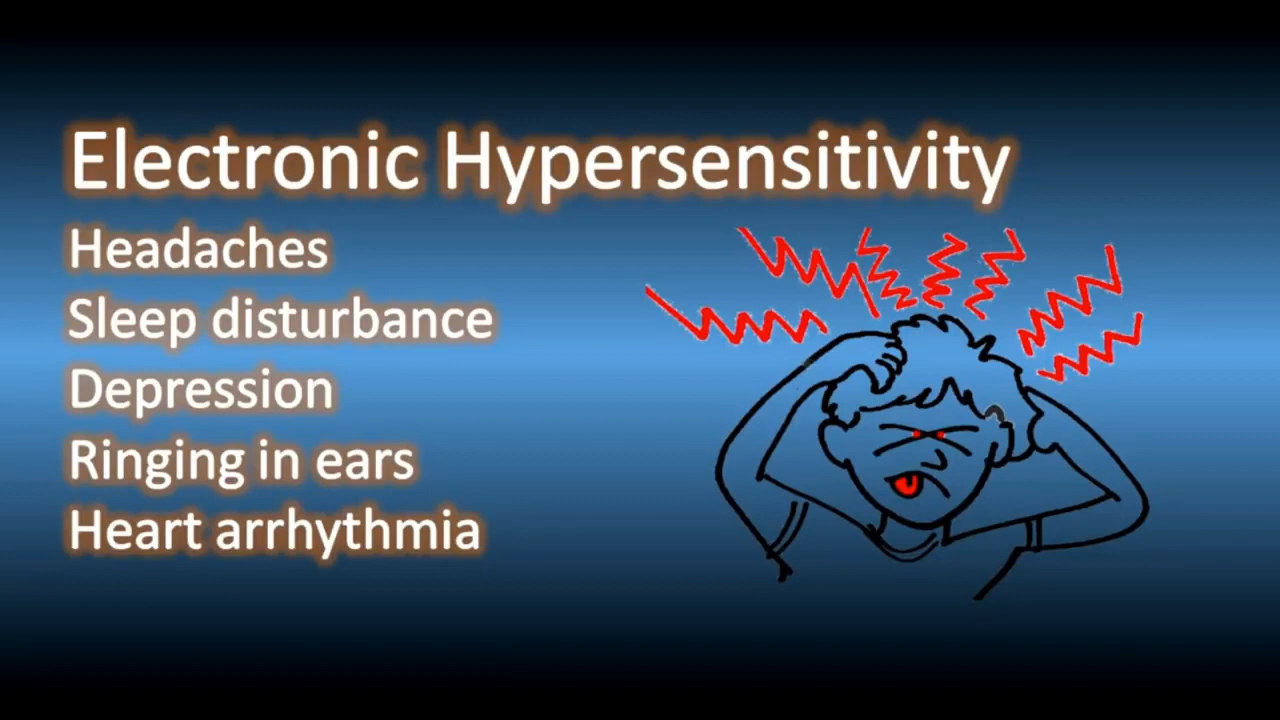 Electronic Hypersensitivity
Headaches
Sleep disturbance
Depression
Ringing in ears
Heart arrhythmia